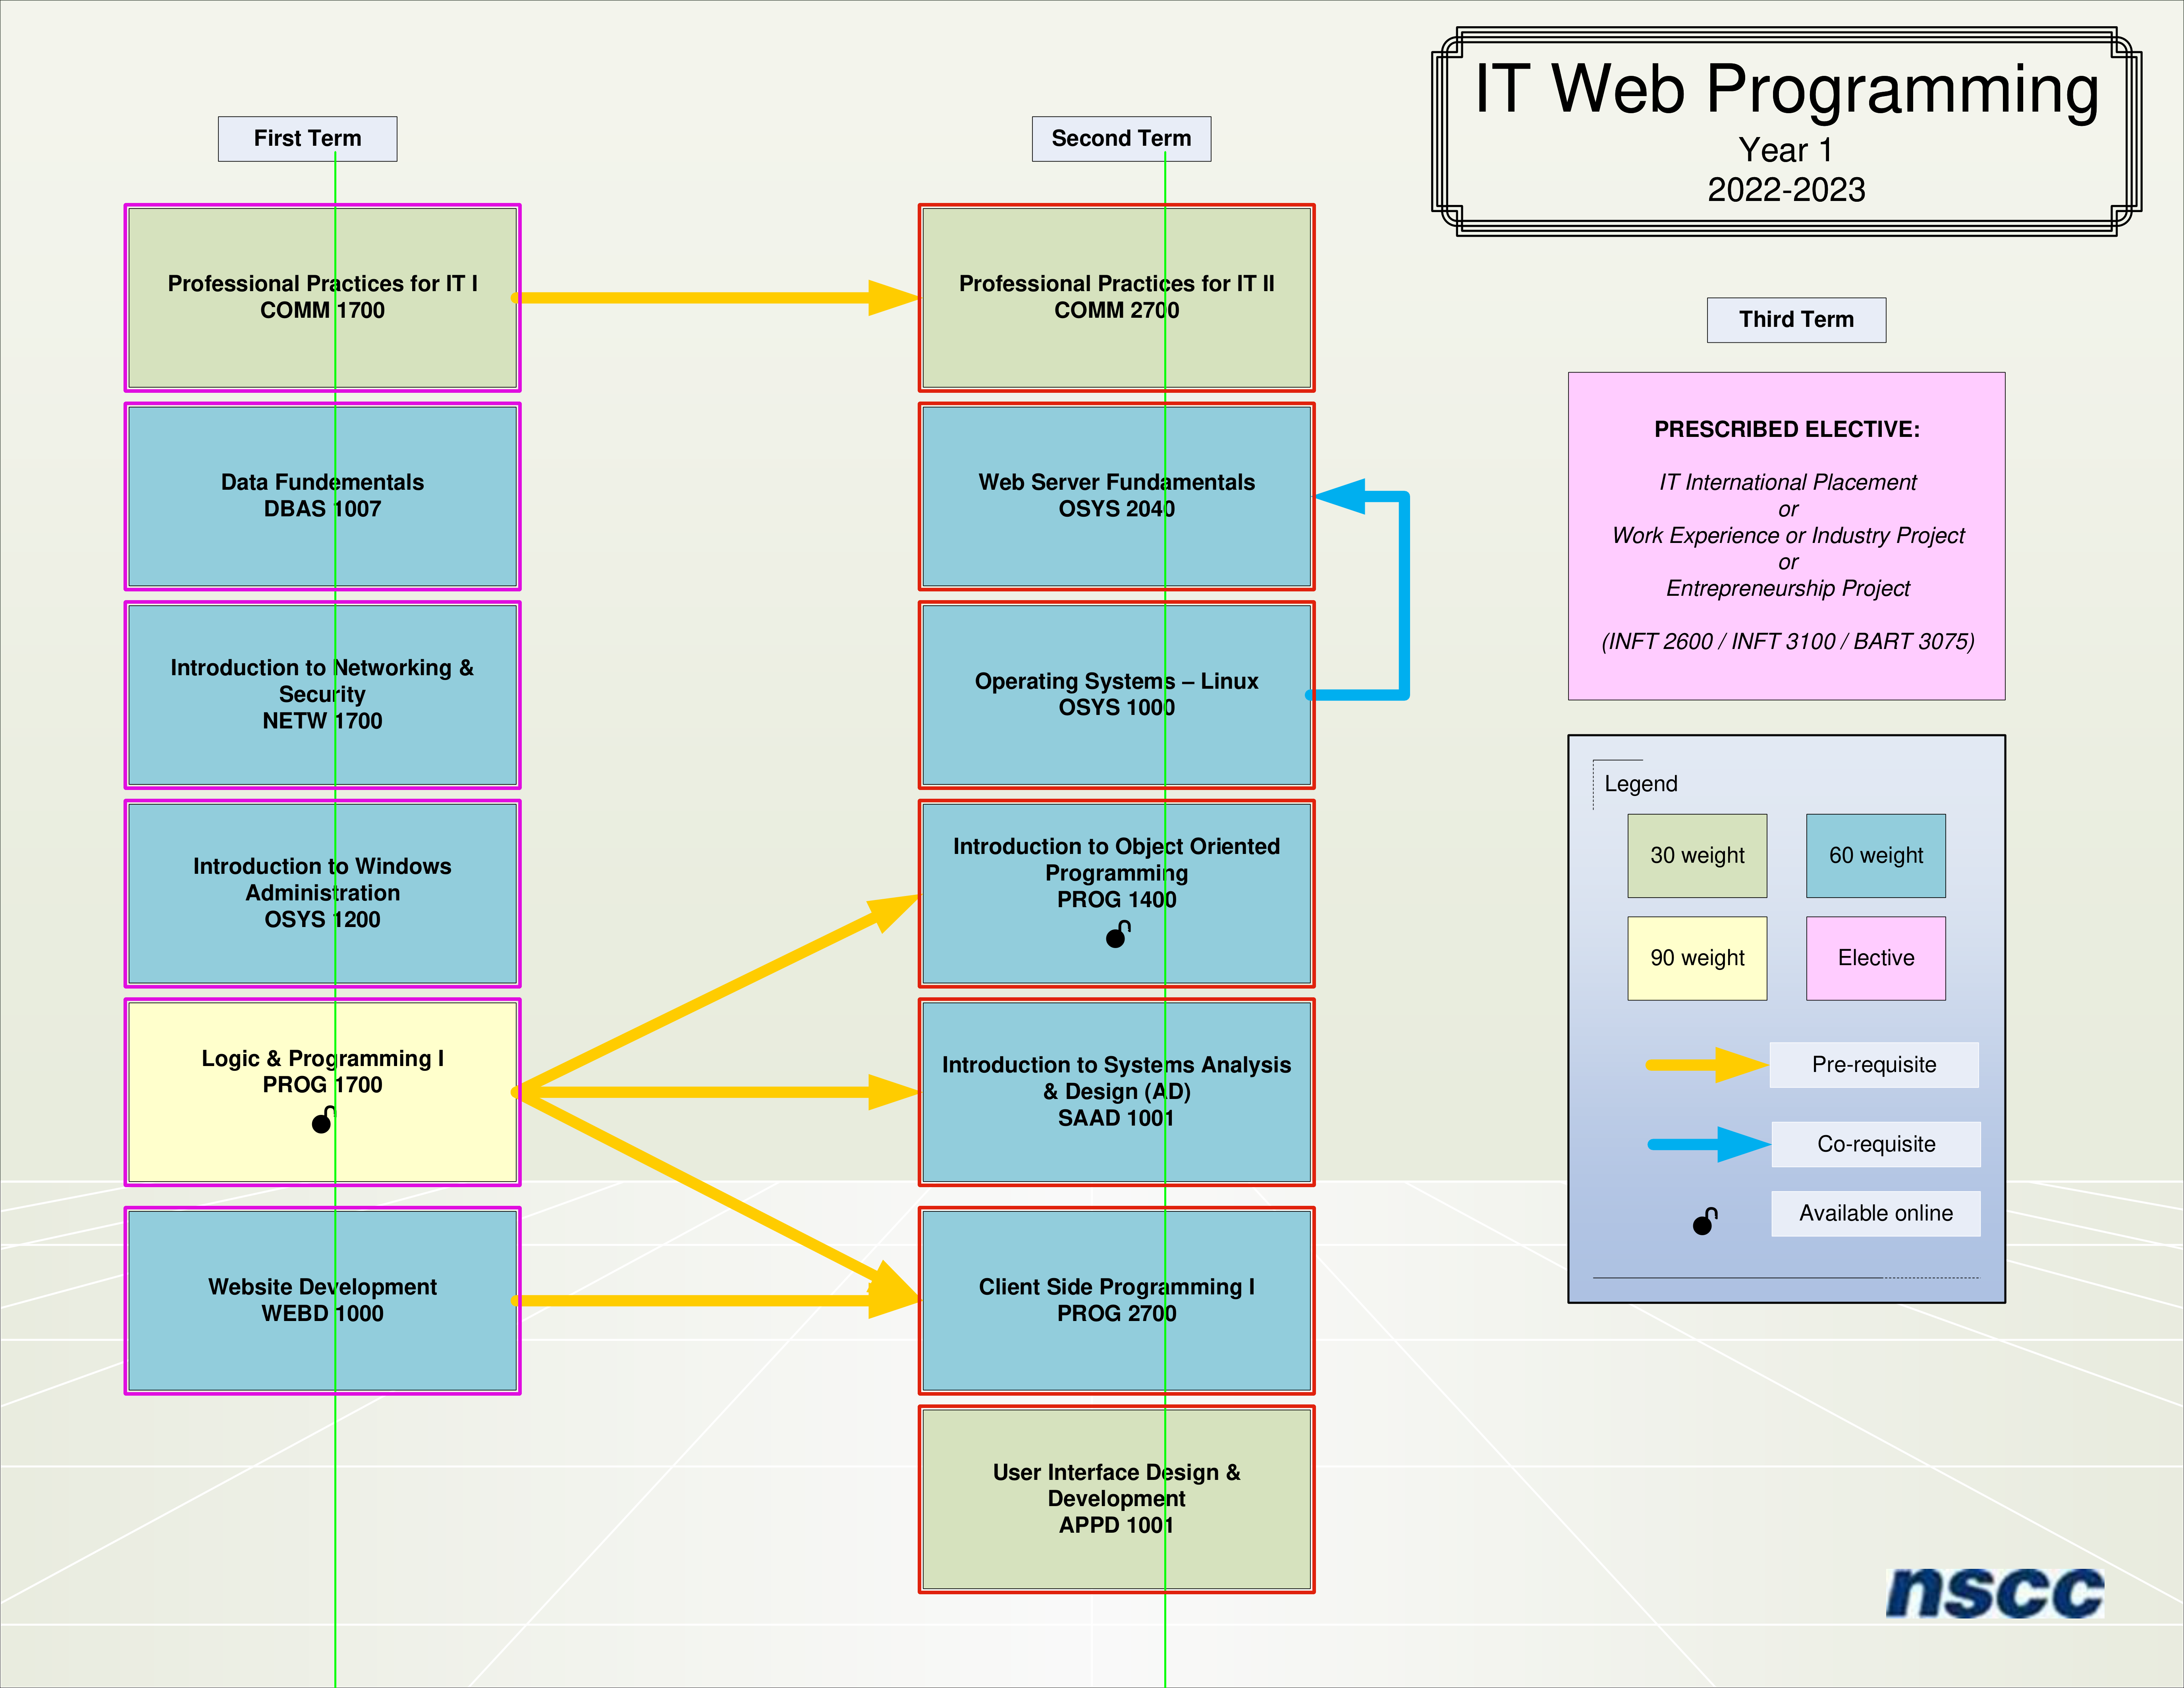 IT Web Programming
Year 1
2022-2023
First Term
Professional Practices for IT I
COMM 1700
Data Fundementals
DBAS 1007
Introduction to Networking &
Security
NETW 1700
Introduction to Windows
Administration
OSYS 1200
Logic & Programming I
PROG 1700
Website Development
WEBD 1000
Second Term
Professional Practices for IT II
COMM 2700
Web Server Fundamentals
OSYS 2040
Operating Systems – Linux
OSYS 1000
Introduction to Object Oriented
Programming
PROG 1400
Introduction to Systems Analysis
& Design (AD)
SAAD 1001
Client Side Programming I
PROG 2700
User Interface Design &
Development
APPD 1001
Third Term
PRESCRIBED ELECTIVE:
IT International Placement
or
Work Experience or Industry Project
or
Entrepreneurship Project
(INFT 2600 / INFT 3100 / BART 3075)
Legend
30 weight
60 weight
90 weight
Elective
Pre-requisite
Co-requisite
Available online
nscc